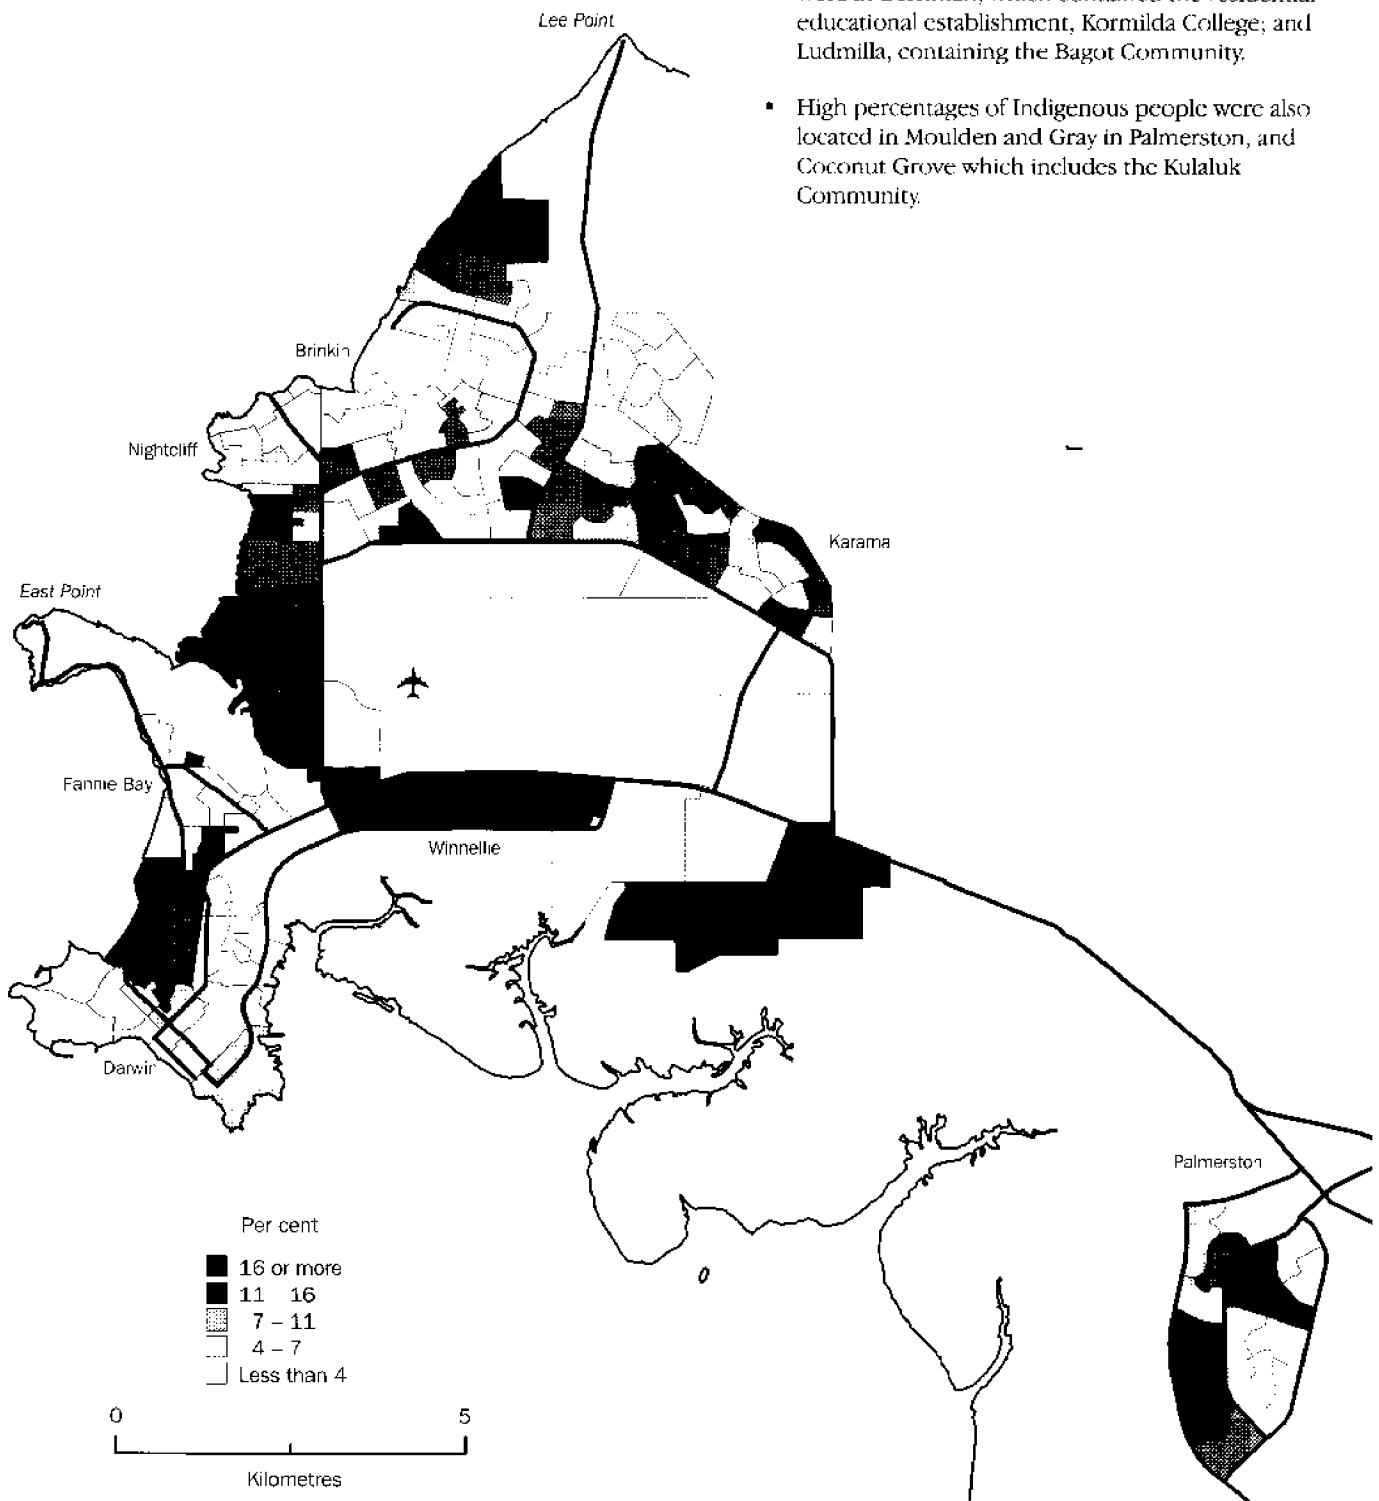 Lee Point
educational establishment, Kormilda College; and
Ludmilla, containing the Bagot Community.
▪ High percentages of Indigenous people were also
located in Moulden and Gray in Palmerston, and
Coconut Grove which includes the Kulaluk
Community.
Brinkin
Nightcliff
Karama
East Point
Fannie Bay
Winnellie
Darwin
Palmerston
Per cent
16 or more
11 16
7 – 11
4 – 7
Less than 4
0 5
Kilometres